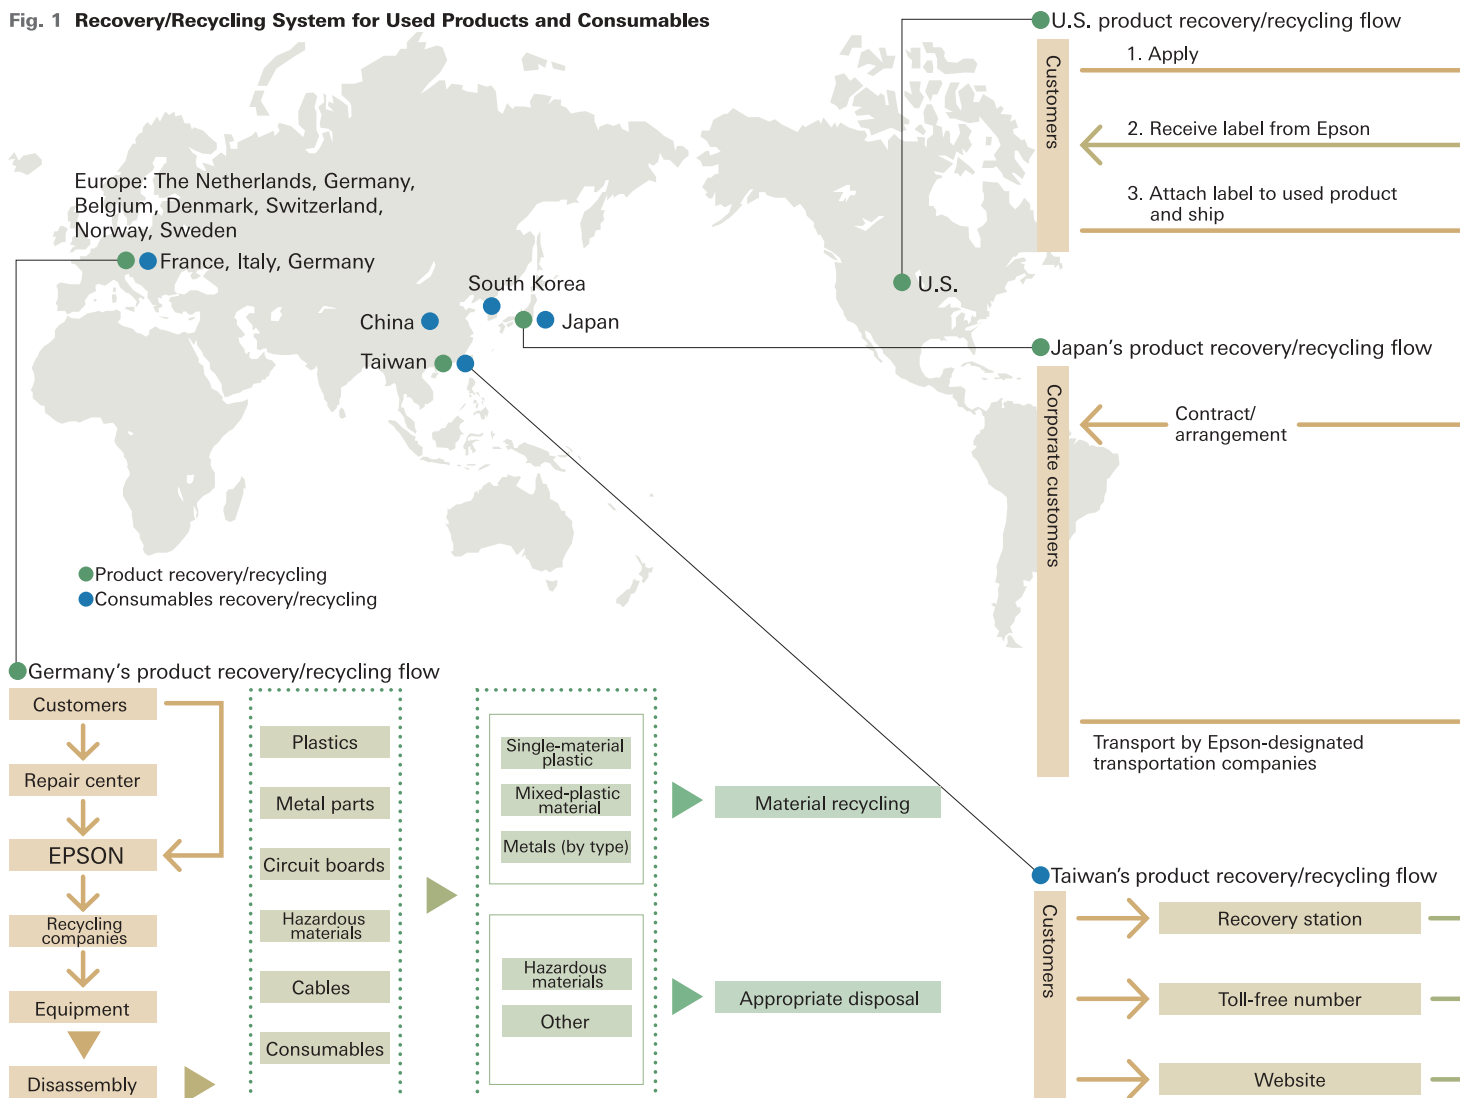 Fig. 1 Recovery/Recycling System for Used Products and Consumables
Europe: The Netherlands, Germany,
Belgium, Denmark, Switzerland,
Norway, Sweden
France, Italy, Germany
South Korea
China
Japan
Taiwan
U.S.
Product recovery/recycling
Consumables recovery/recycling
U.S. product recovery/recycling flow
Customers
1. Apply
2. Receive label from Epson
3. Attach label to used product
and ship
Japan's product recovery/recycling flow
Corporate customers
Contract/
arrangement
Transport by Epson-designated
transportation companies
Germany's product recovery/recycling flow
Customers
Repair center
EPSON
Recycling
companies
Equipment
Disassembly
Plastics
Metal parts
Circuit boards
Hazardous
materials
Cables
Consumables
Single-material
plastic
Mixed-plastic
material
Metals (by type)
Hazardous
materials
Other
Material recycling
Appropriate disposal
Taiwan's product recovery/recycling flow
Customers
Recovery station
Toll-free number
Website